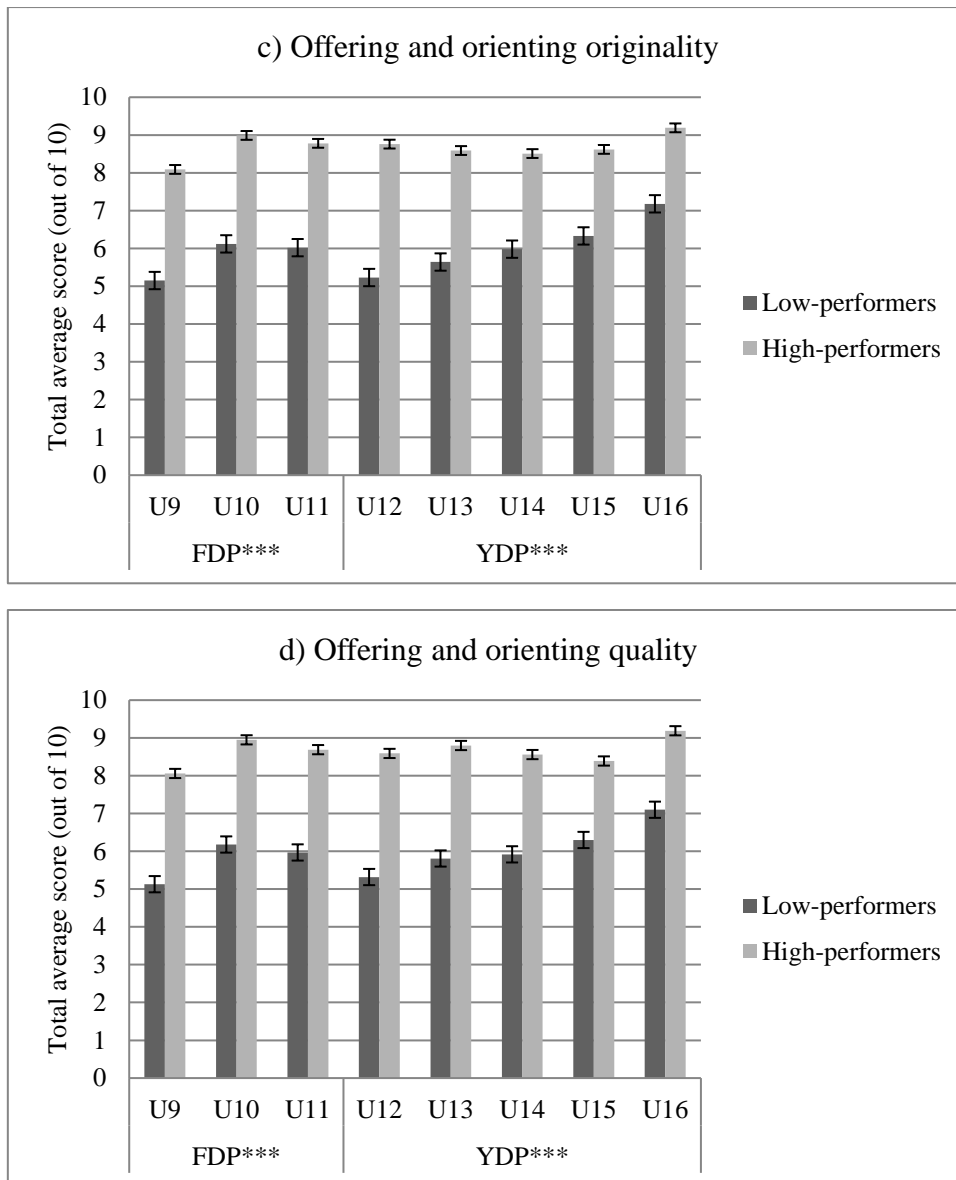 c) Offering and orienting originality
Total average score (out of 10)
10
9
8
7
6
5
4
3
2
1
0
U9 U10 U11 U12 U13 U14 U15 U16
FDP*** YDP***
Low-performers
High-performers
d) Offering and orienting quality
Total average score (out of 10)
10
9
8
7
6
5
4
3
2
1
0
U9 U10 U11 U12 U13 U14 U15 U16
FDP*** YDP***
Low-performers
High-performers